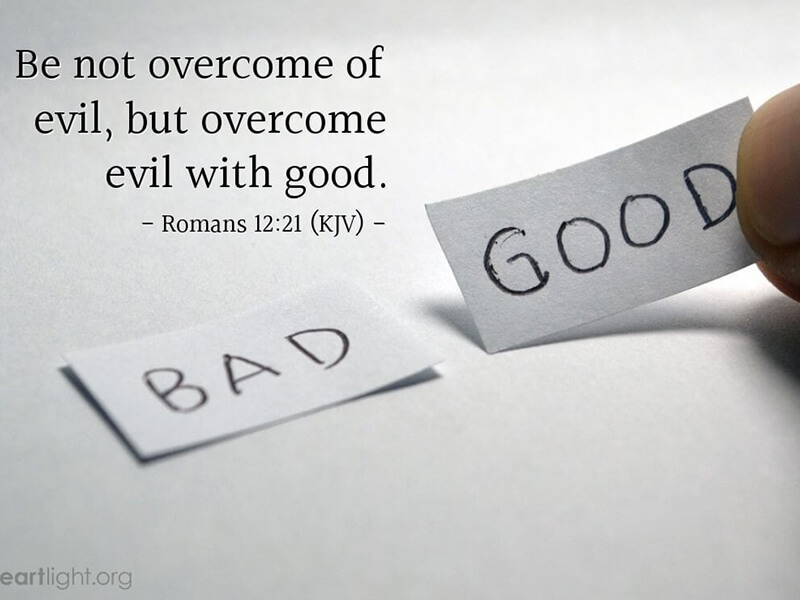 Be not overcome of
evil, but overcome
evil with good.
– Romans 12:21 (KJV) –
GOOD
BAD
eartlight.org